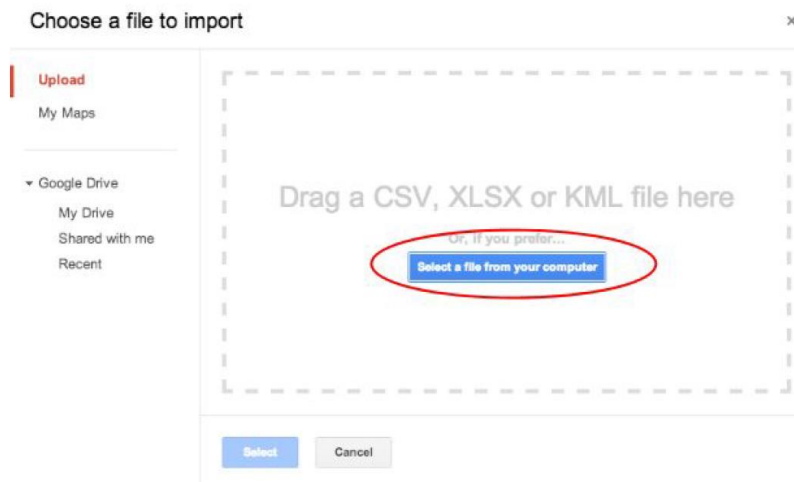 Choose a file to import
×
Upload
My Maps
Google Drive
My Drive
Shared with me
Recent
Drag a CSV, XLSX or KML file here
Or, if you prefer...
Select a file from your computer
Select
Cancel